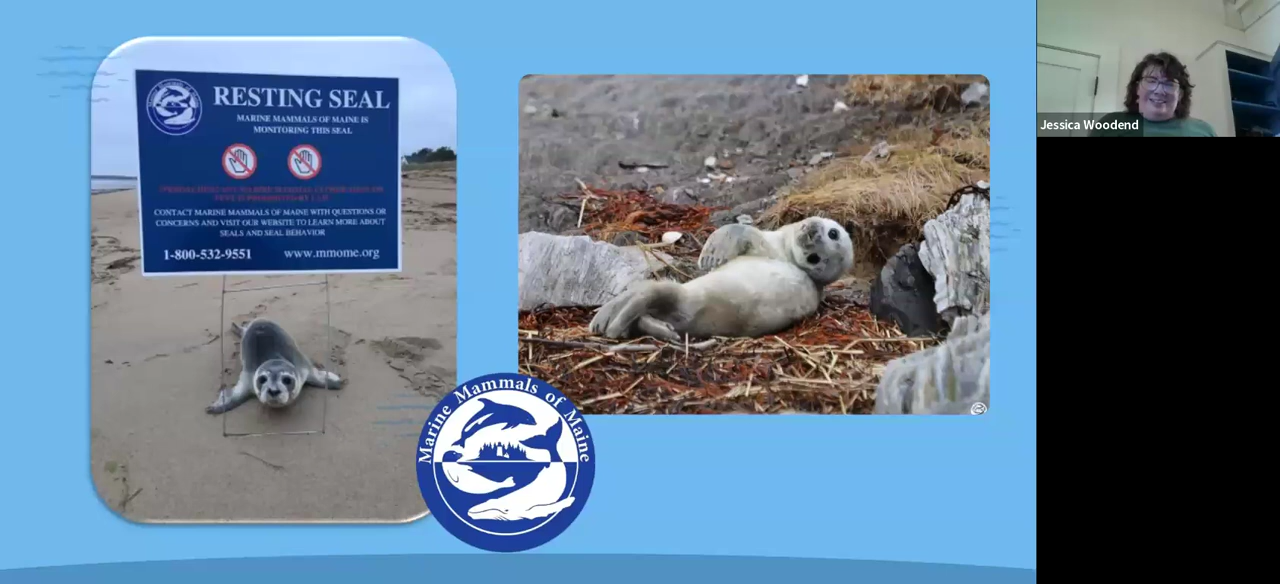 RESTING SEAL
MARINE MAMMALS OF MAINE IS
MONITORING THIS SEAL
CONTACT MARINE MAMMALS OF MAINE WITH QUESTIONS OR
CONCERNS AND VISIT OUR WEBSITE TO LEARN MORE ABOUT
SEALS AND SEAL BEHAVIOR
1-800-532-9551 www.mmome.org
Marine Mammals of Maine
Jessica Woodend